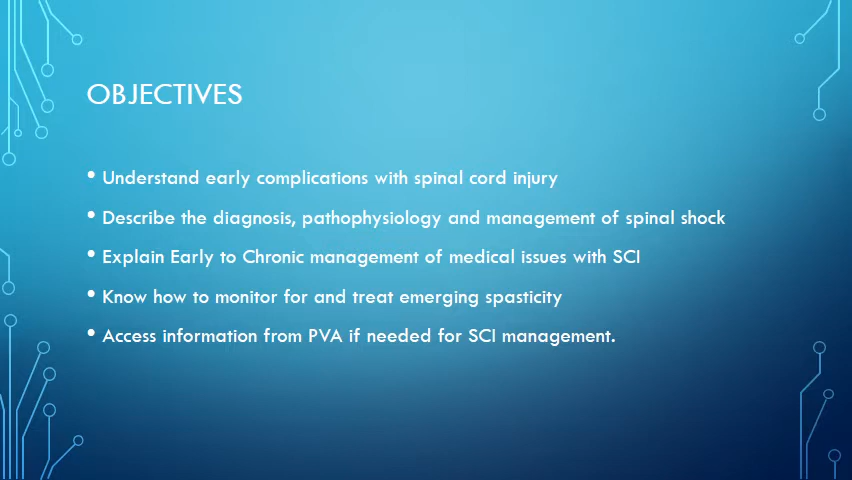 OBJECTIVES
• Understand early complications with spinal cord injury
• Describe the diagnosis, pathophysiology and management of spinal shock
• Explain Early to Chronic management of medical issues with SCI
• Know how to monitor for and treat emerging spasticity
• Access information from PVA if needed for SCI management.